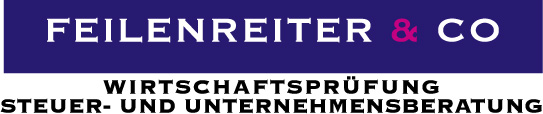 FEILENREITER & CO
WIRTSCHAFTSPRÜFUNG
STEUER- UND UNTERNEHMENSBERATUNG